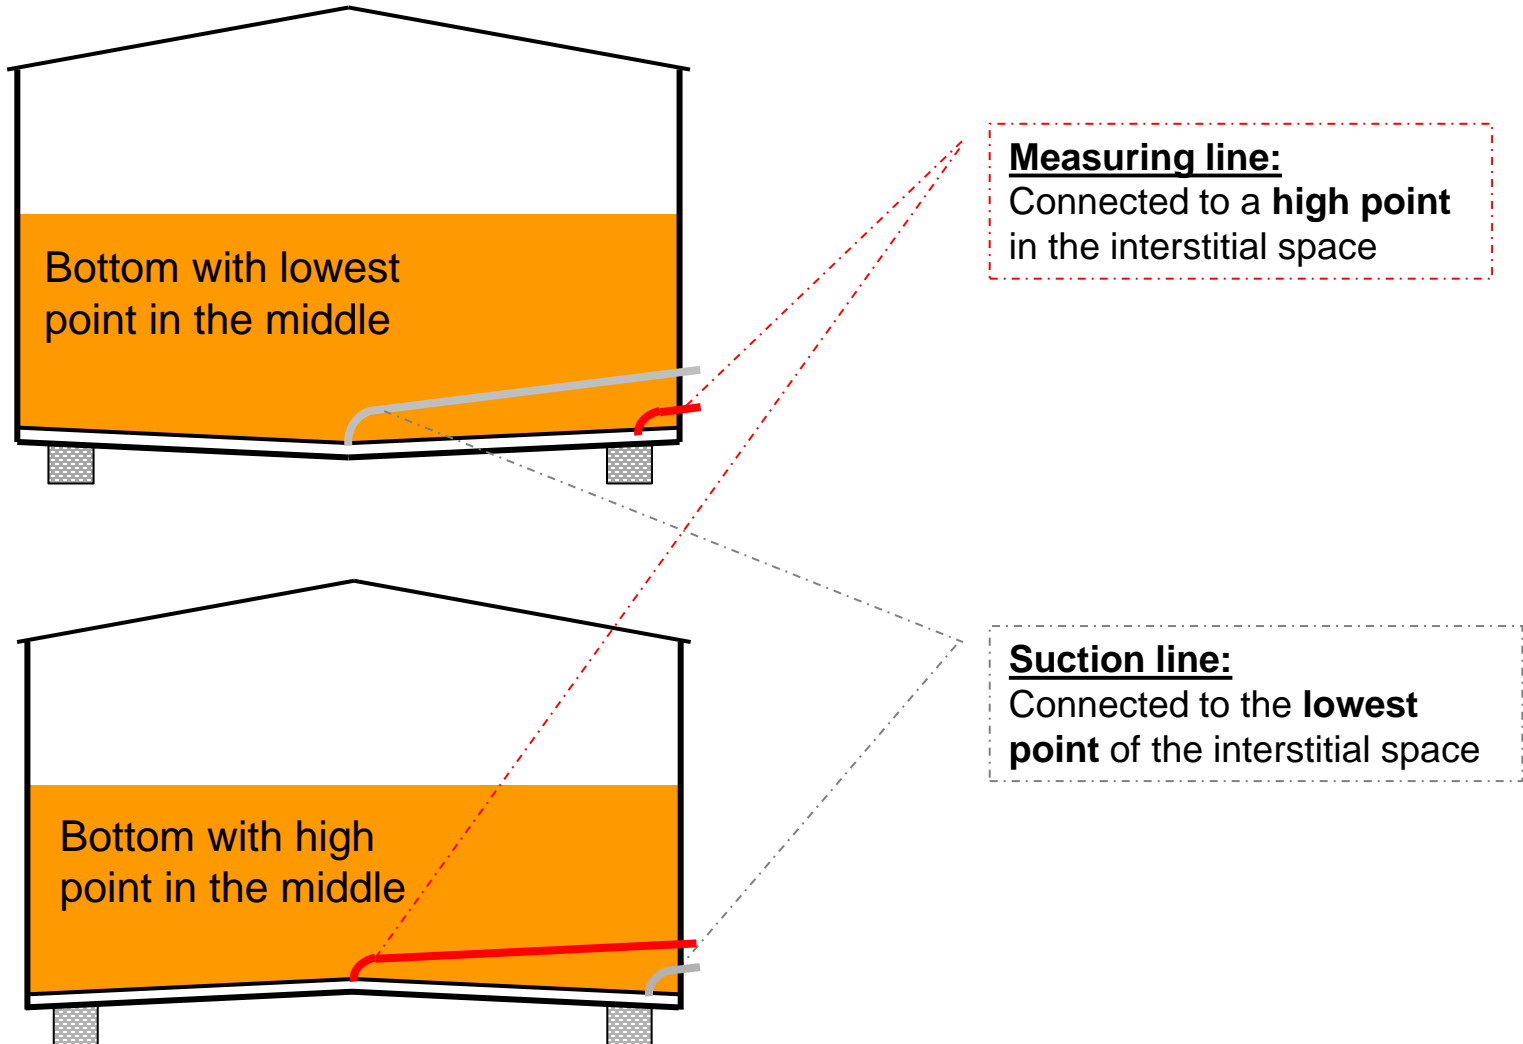 Measuring line:
Connected to a high point
in the interstitial space
Bottom with lowest
point in the middle
Suction line:
Connected to the lowest
point of the interstitial space
Bottom with high
point in the middle